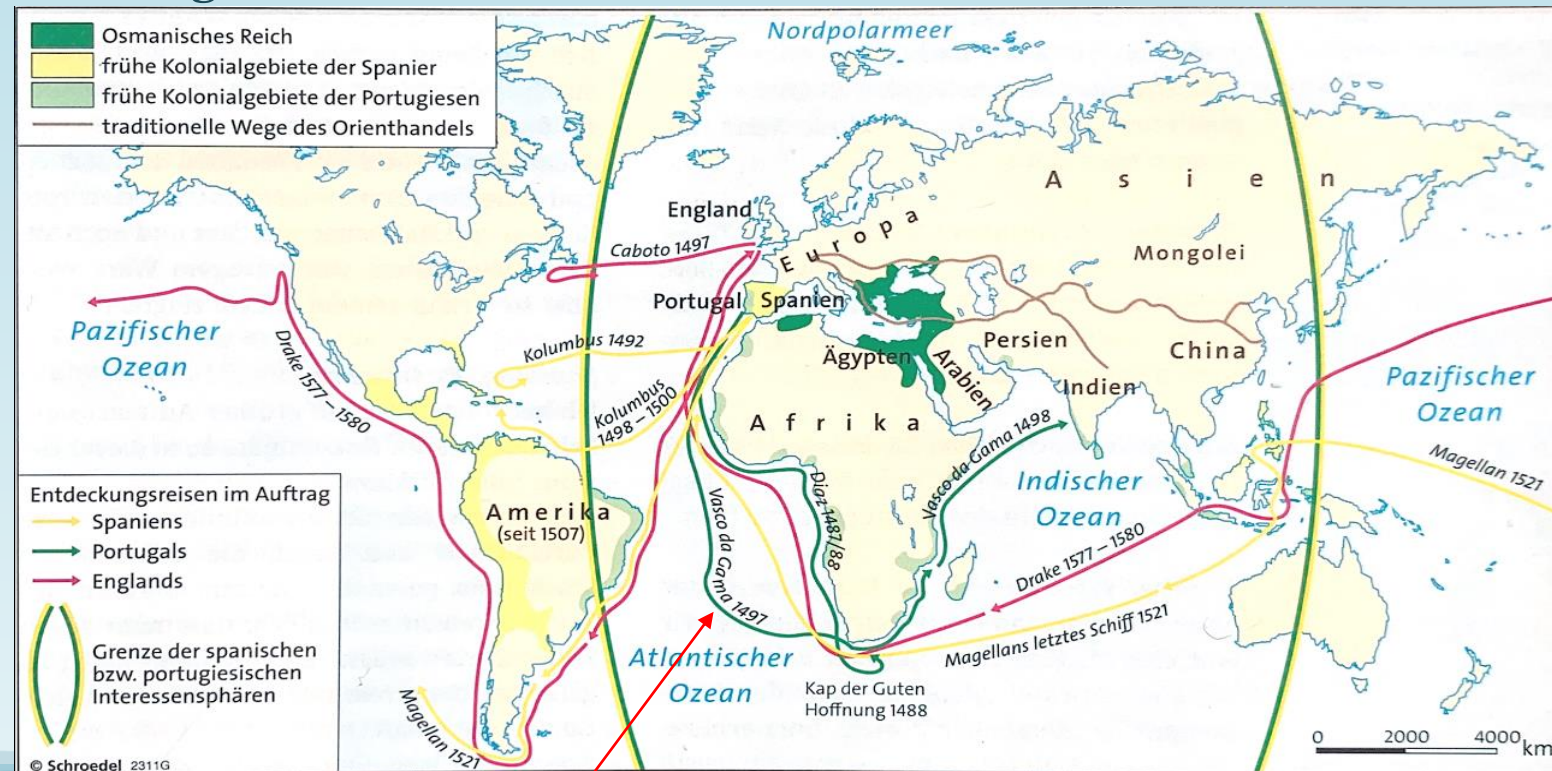 Osmanisches Reich
frühe Kolonialgebiete der Spanier
frühe Kolonialgebiete der Portugiesen
traditionelle Wege des Orienthandels
Nordpolarmeer
Asien
England
Europa
Caboto 1497
Mongolei
Portugal
Spanien
Pazifischer
Ozean
Drake 1577–1580
Kolumbus 1492
Ägypten
Arabien
Persien
China
Indien
Pazifischer
Ozean
Kolumbus
1498–1500
Afrika
Vasco da Gama 1498
Magellan 1521
Entdeckungsreisen im Auftrag
Spaniens
Portugals
Englands
Amerika
(seit 1507)
Vasco da Gama 1497
Diaz 1487/88
Indischer
Ozean
Drake 1577–1580
Magellans letztes Schiff 1521
Grenze der spanischen
bzw. portugiesischen
Interessensphären
Magellan 1521
Atlantischer
Ozean
Kap der Guten
Hoffnung 1488
0 2000 4000 km
© Schroedel 2311G